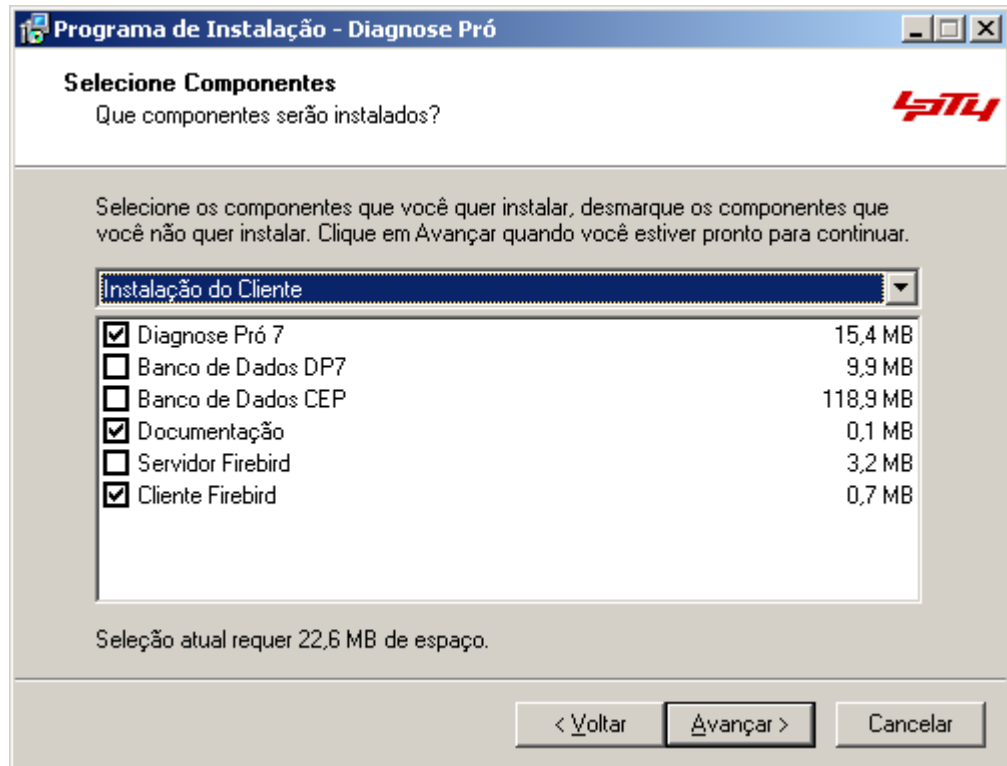 Programa de Instalação - Diagnose Pró
Selecione Componentes
Que componentes serão instalados?
Selecione os componentes que você quer instalar, desmarque os componentes que
você não quer instalar. Clique em Avançar quando você estiver pronto para continuar.
Instalação do Cliente
Diagnose Pró 7 15,4 MB
Banco de Dados DP7 9,9 MB
Banco de Dados CEP 118,9 MB
Documentação 0,1 MB
Servidor Firebird 3,2 MB
Cliente Firebird 0,7 MB
Seleção atual requer 22,6 MB de espaço.
< Voltar Avançar > Cancelar